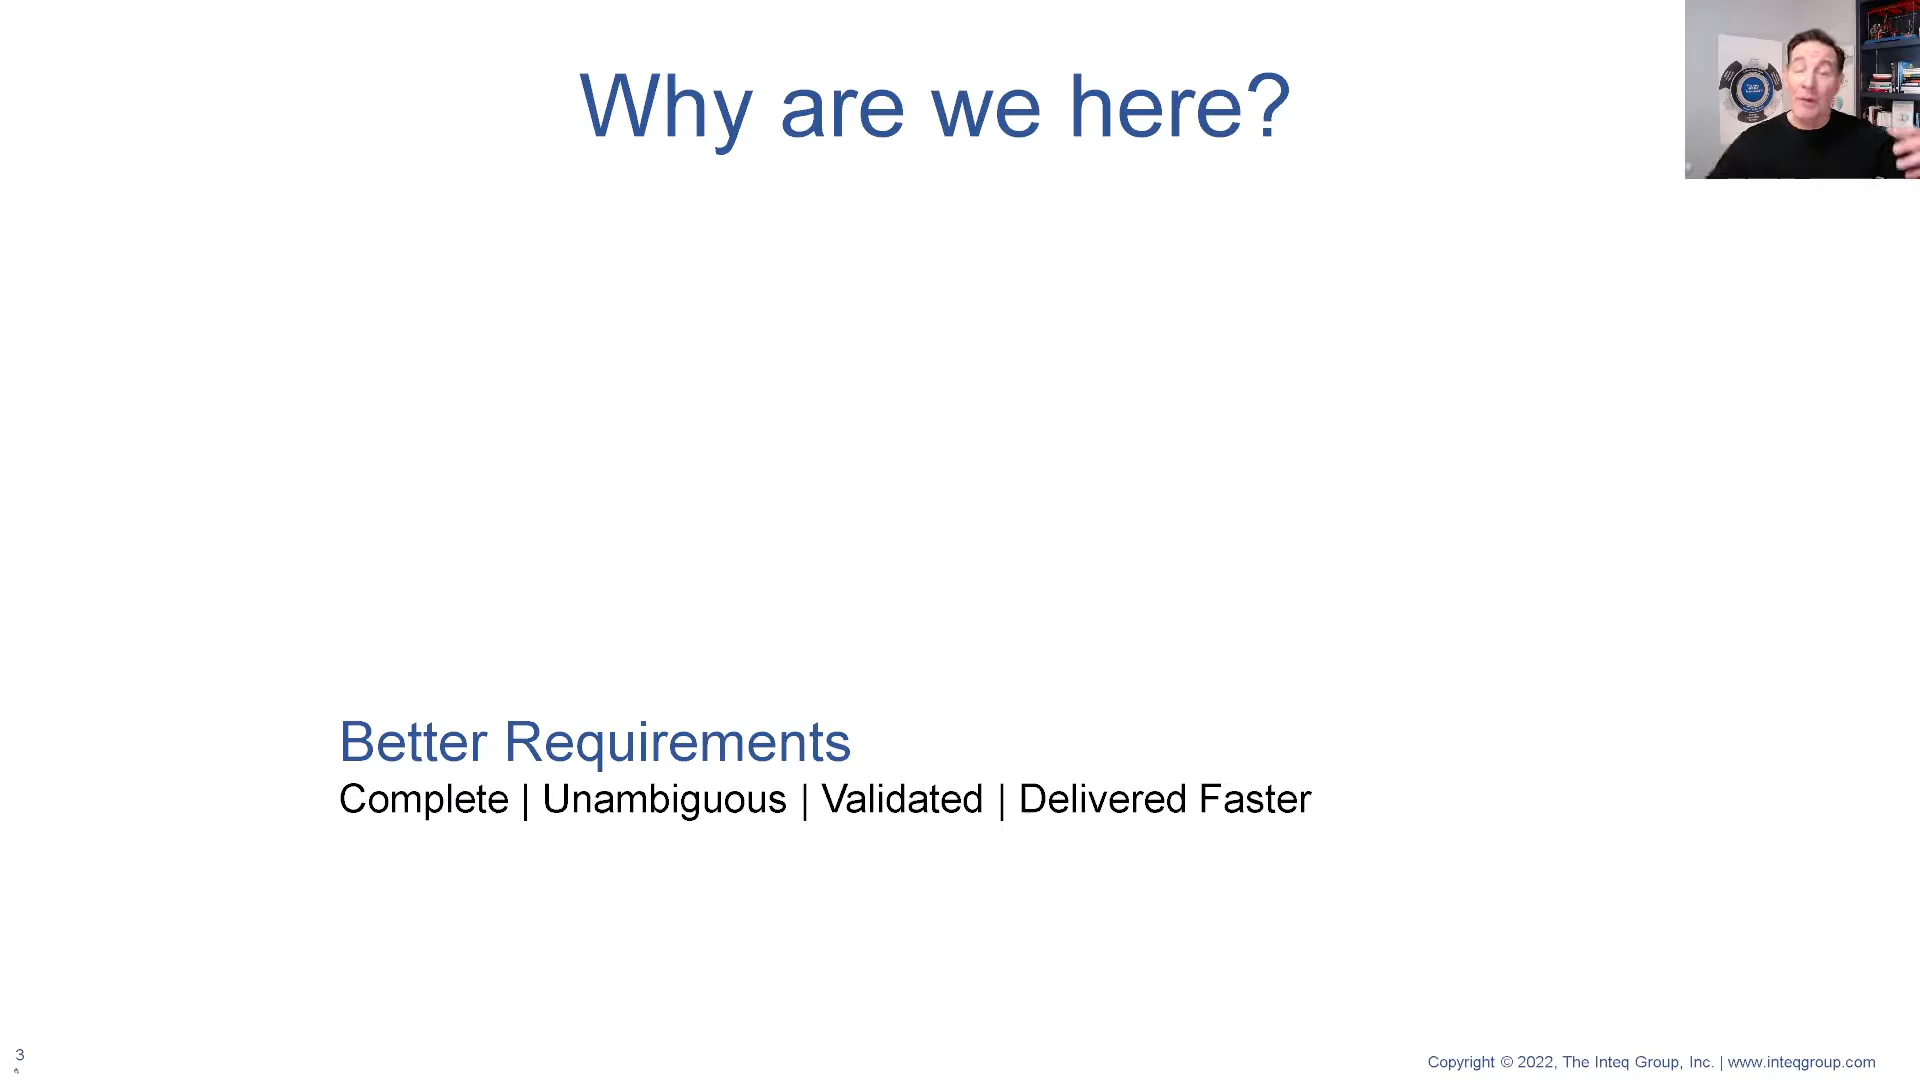 Why are we here?
Better Requirements
Complete | Unambiguous | Validated | Delivered Faster
3
Copyright © 2022, The Inteq Group, Inc. | www.inteqgroup.com